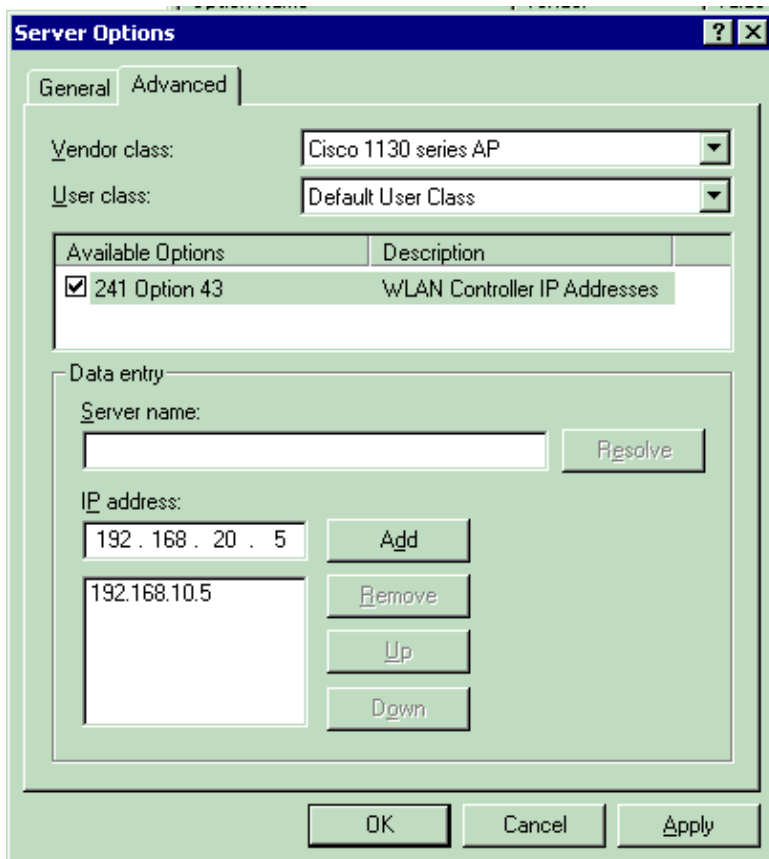 Server Options
General Advanced
Vendor class: Cisco 1130 series AP
User class: Default User Class
Available Options Description
241 Option 43 WLAN Controller IP Addresses
Data entry
Server name:
Resolve
IP address:
192 . 168 . 20 . 5 Add
192.168.10.5 Remove
Up
Down
OK Cancel Apply